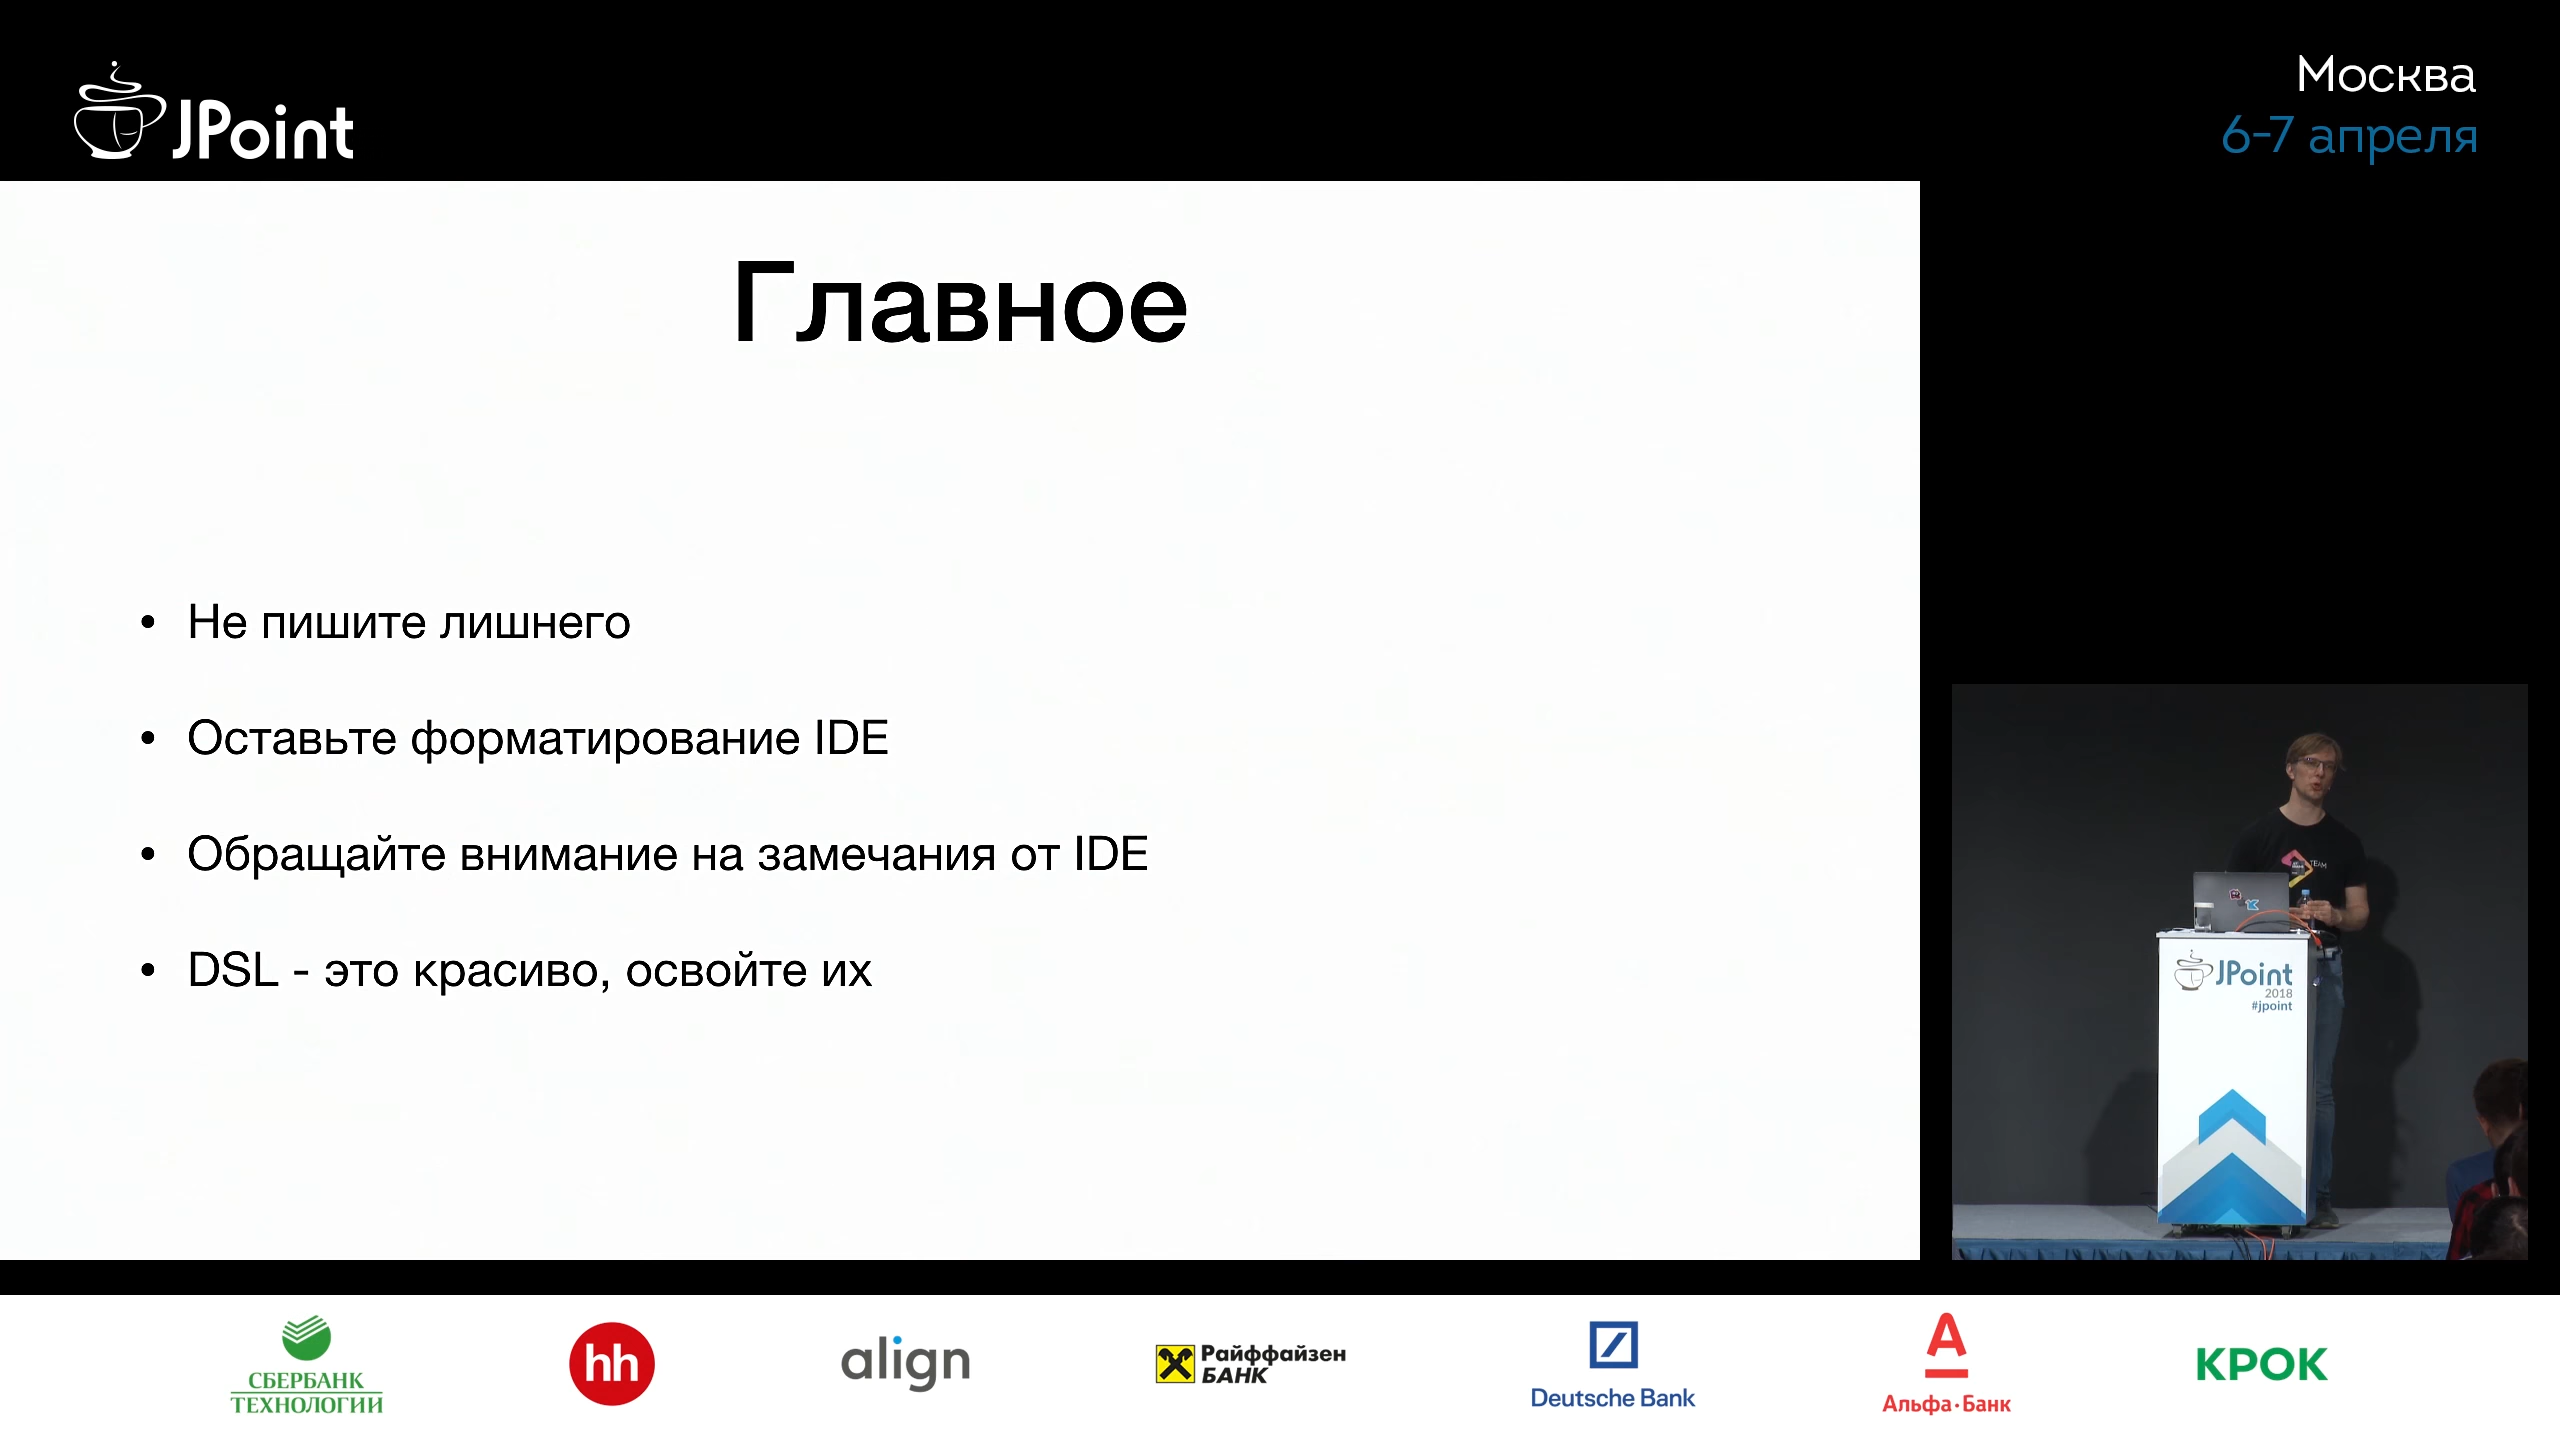 JPoint
Москва
6-7 апреля
Главное
• Не пишите лишнего
• Оставьте форматирование IDE
• Обращайте внимание на замечания от IDE
• DSL - это красиво, освойте их
TEAM
JPoint
2018
#jpoint
СБЕРБАНК
ТЕХНОЛОГИИ
hh
align
Райффайзен
БАНК
Deutsche Bank
Альфа·Банк
КРОК